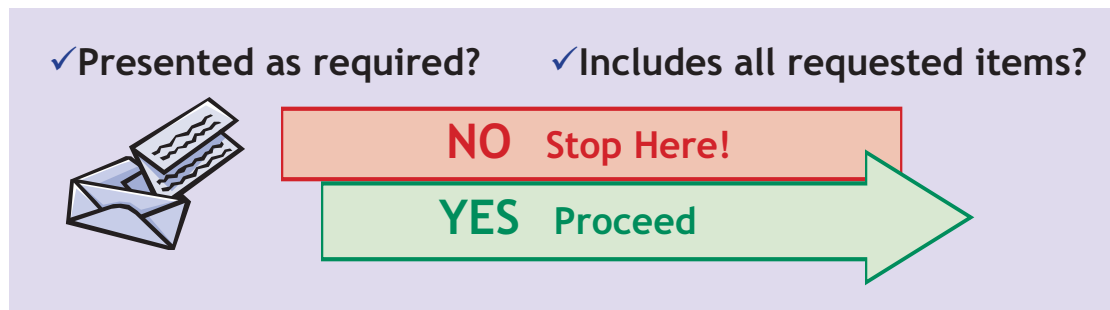 ✓Presented as required? ✓Includes all requested items?
NO Stop Here!
YES Proceed